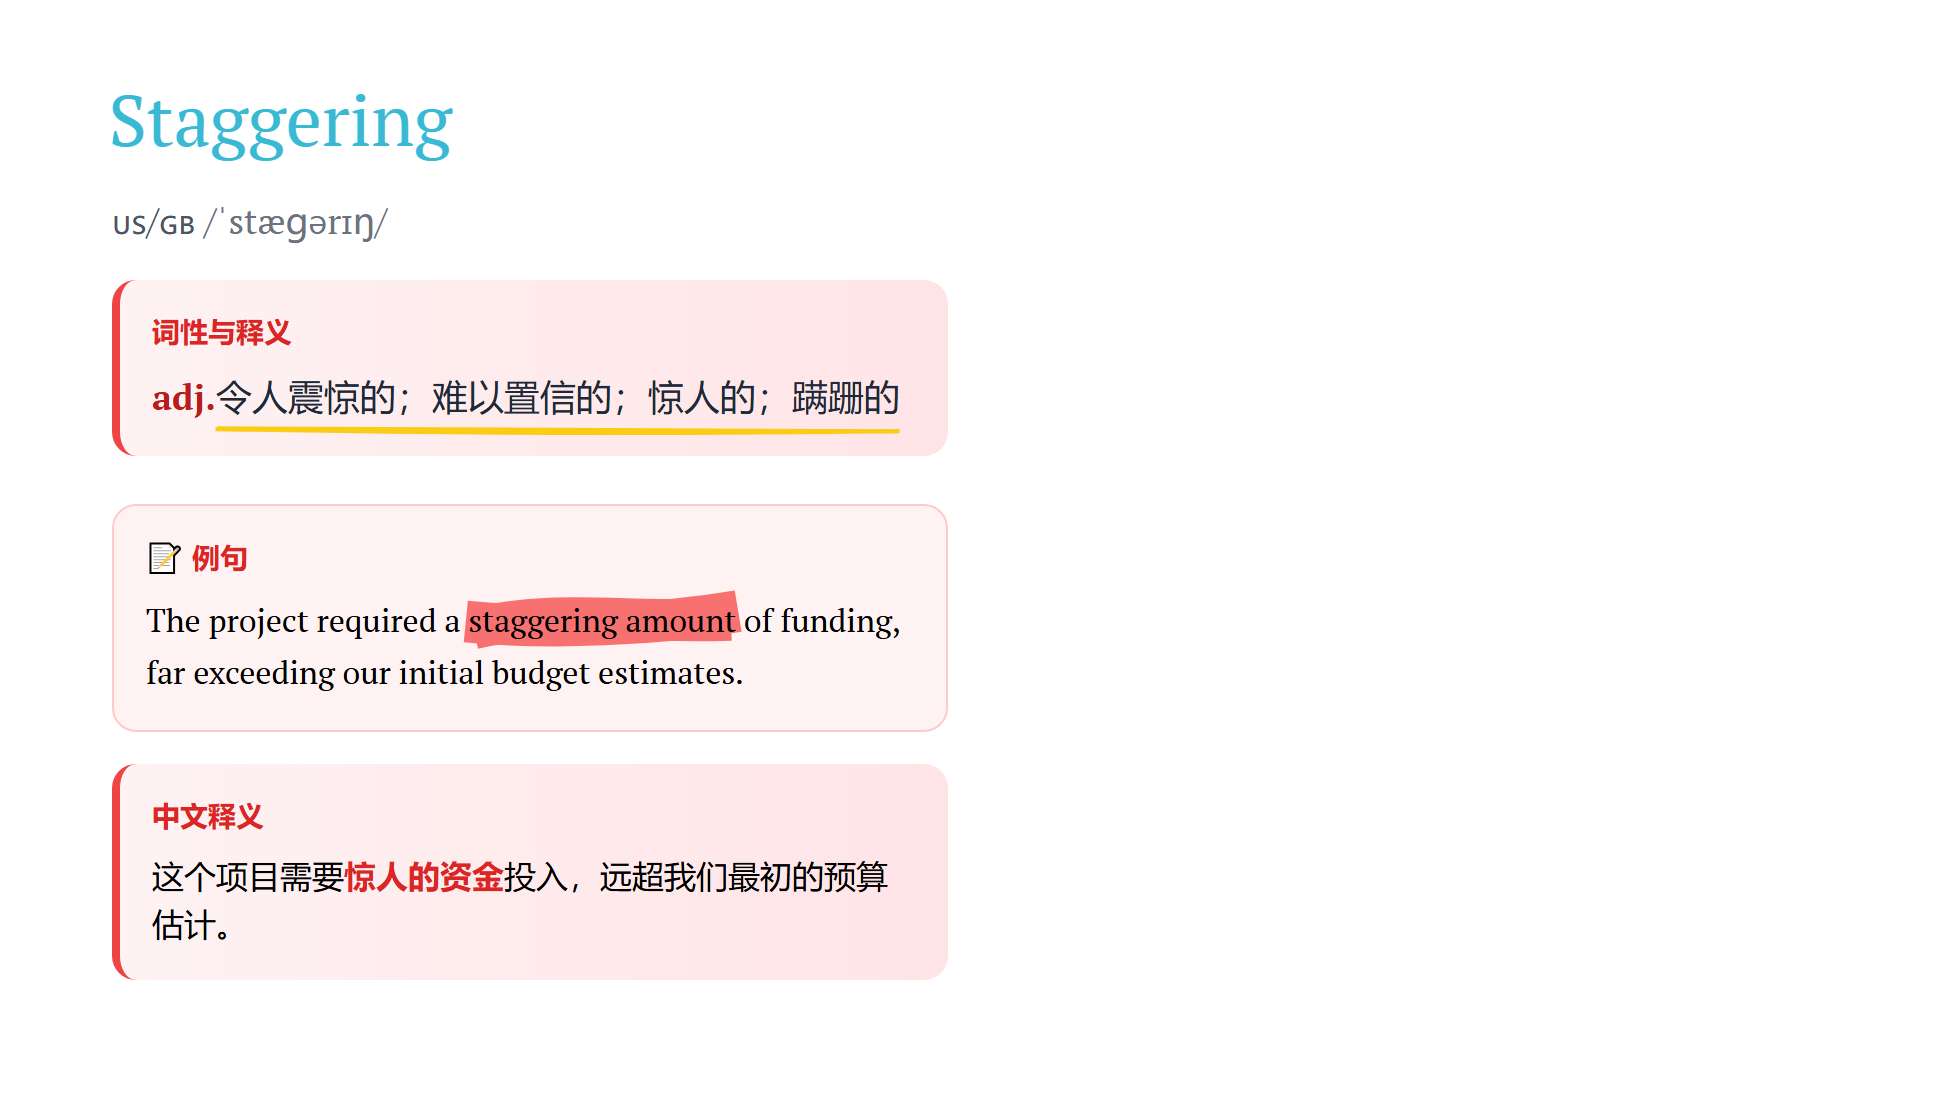 Staggering
US/GB /ˈstæɡərɪŋ/
词性与释义
adj.令人震惊的；难以置信的；惊人的；蹒跚的
📝 例句
The project required a staggering amount of funding,
far exceeding our initial budget estimates.
中文释义
这个项目需要惊人的资金投入，远超我们最初的预算
估计。